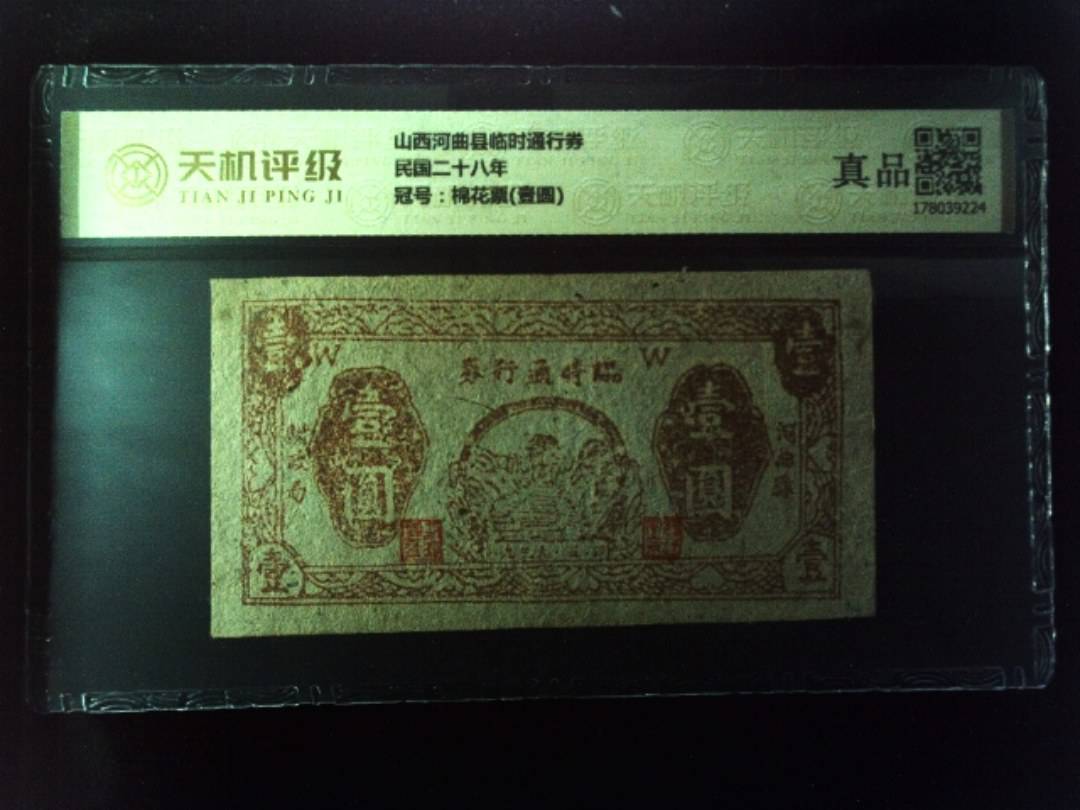 天机评级
TIAN JI PING JI
山西河曲县临时通行券
民国二十八年
冠号：棉花票(壹圆)
真品
178039224
券行通時臨
W
W
壹
壹
壹圓
壹圓
壹
壹